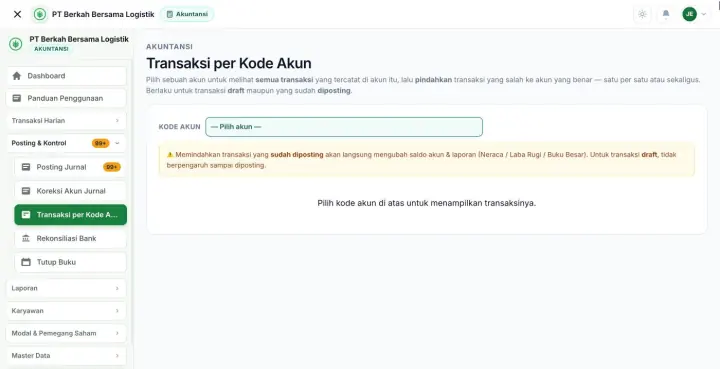 PT Berkah Bersama Logistik
Akuntansi
JE
PT Berkah Bersama Logistik
AKUNTANSI
Dashboard
Panduan Penggunaan
Transaksi Harian
Posting & Kontrol 99+
Posting Jurnal 99+
Koreksi Akun Jurnal
Transaksi per Kode A...
Rekonsiliasi Bank
Tutup Buku
Laporan
Karyawan
Modal & Pemegang Saham
Master Data
AKUNTANSI
Transaksi per Kode Akun
Pilih sebuah akun untuk melihat semua transaksi yang tercatat di akun itu, lalu pindahkan transaksi yang salah ke akun yang benar — satu per satu atau sekaligus.
Berlaku untuk transaksi draft maupun yang sudah diposting.
KODE AKUN
— Pilih akun —
⚠ Memindahkan transaksi yang sudah diposting akan langsung mengubah saldo akun & laporan (Neraca / Laba Rugi / Buku Besar). Untuk transaksi draft, tidak
berpengaruh sampai diposting.
Pilih kode akun di atas untuk menampilkan transaksinya.